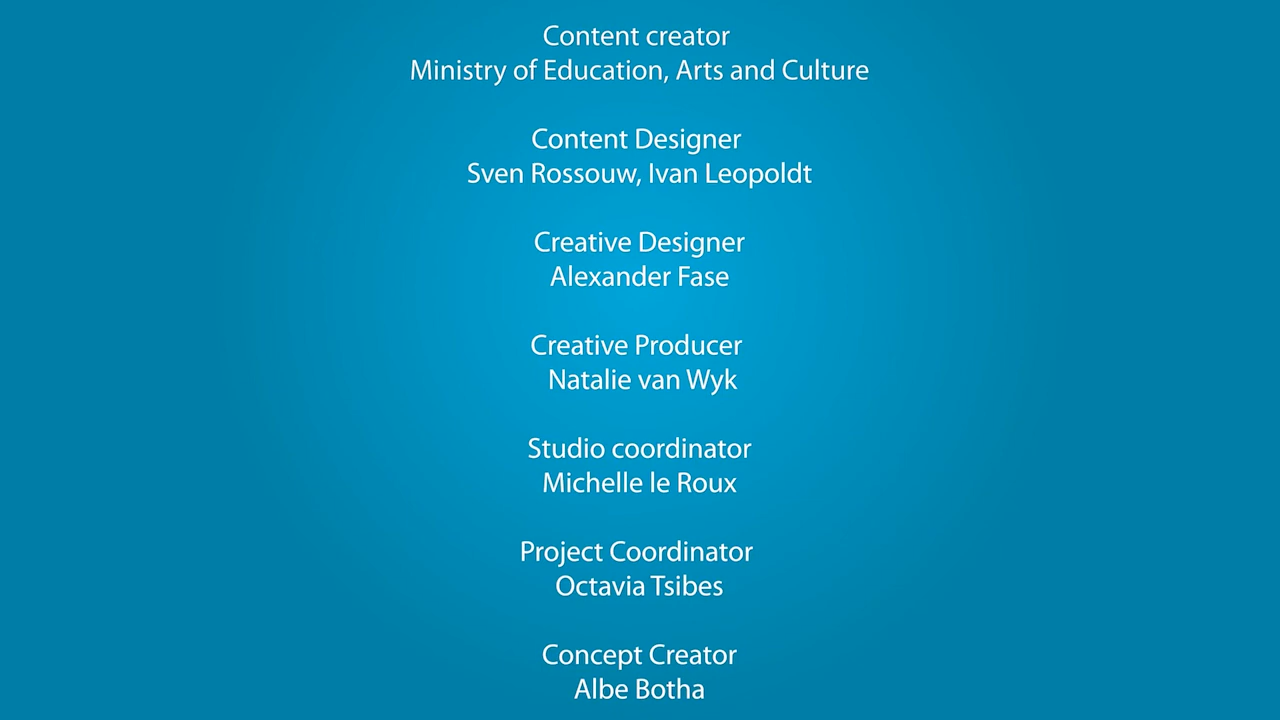 Content creator
Ministry of Education, Arts and Culture
Content Designer
Sven Rossouw, Ivan Leopoldt
Creative Designer
Alexander Fase
Creative Producer
Natalie van Wyk
Studio coordinator
Michelle le Roux
Project Coordinator
Octavia Tsibes
Concept Creator
Albe Botha